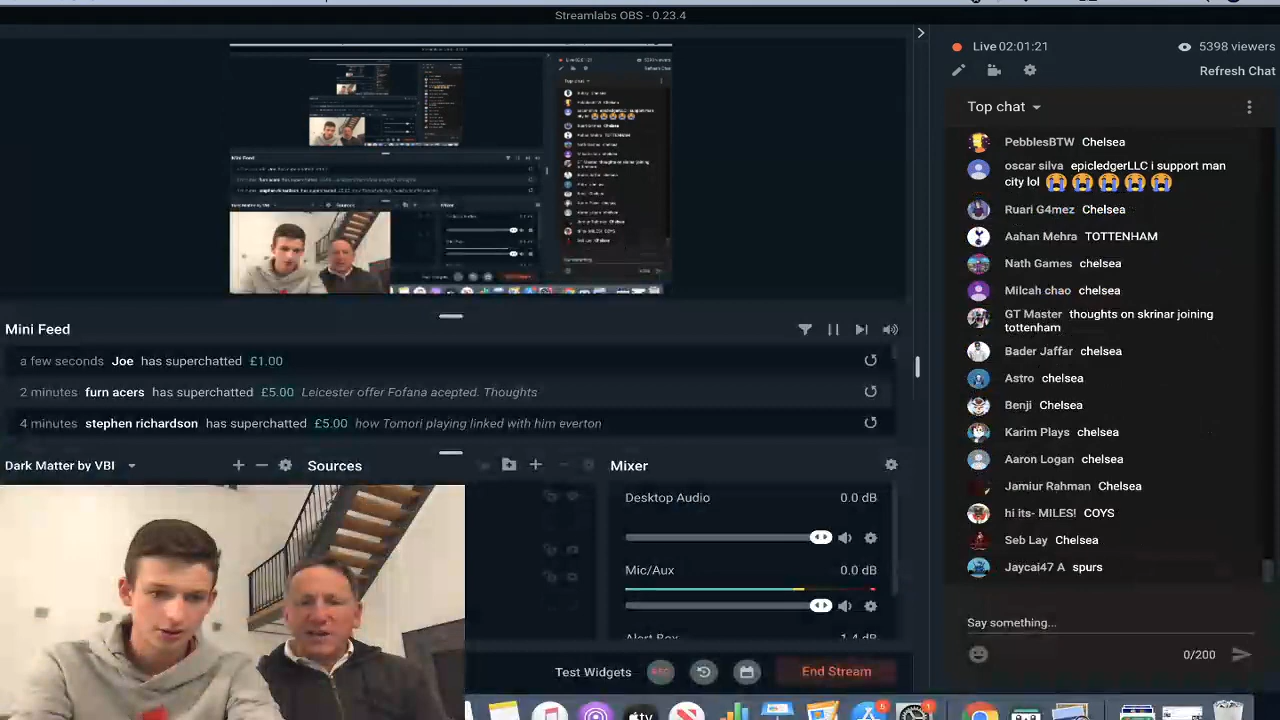 Streamlabs OBS - 0.23.4
Live 02:01:21
5398 viewers
Refresh Chat
Top chat
PebblesBTW Chelsea
oscar silva epicledgerLLC i support man
city lol 😭😭😭😭😭
Ruari G4mez Chelsea
Aahan Mehra TOTTENHAM
Nath Games chelsea
Milcah chao chelsea
GT Master thoughts on skrinar joining
tottenham
Bader Jaffar chelsea
Astro chelsea
Benji Chelsea
Karim Plays chelsea
Aaron Logan chelsea
Jamiur Rahman Chelsea
hi its- MILES! COYS
Seb Lay Chelsea
Jaycai47 A spurs
Say something...
0/200
Mini Feed
a few seconds Joe has superchatted £1.00
2 minutes furn acers has superchatted £5.00 Leicester offer Fofana acepted. Thoughts
4 minutes stephen richardson has superchatted £5.00 how Tomori playing linked with him everton
Dark Matter by VBI
Sources
Mixer
Desktop Audio 0.0 dB
Mic/Aux 0.0 dB
Alert Box -1.4 dB
Test Widgets
REC
End Stream